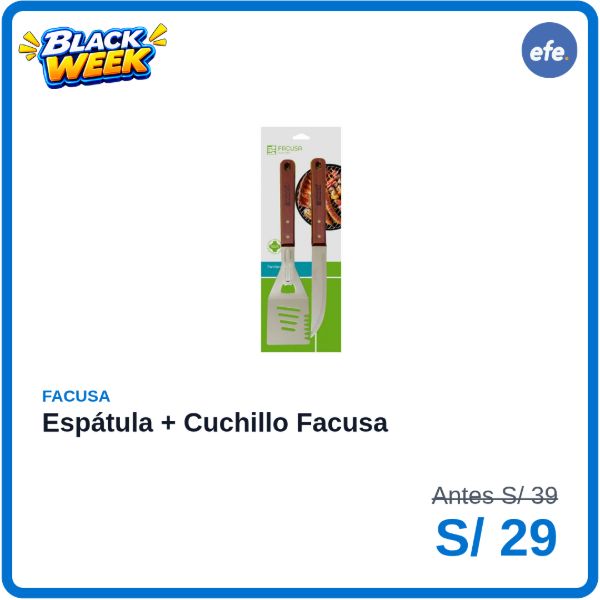 BLACK
WEEK
efe.
FACUSA
FACUSA
Espátula + Cuchillo Facusa
Antes S/ 39
S/ 29